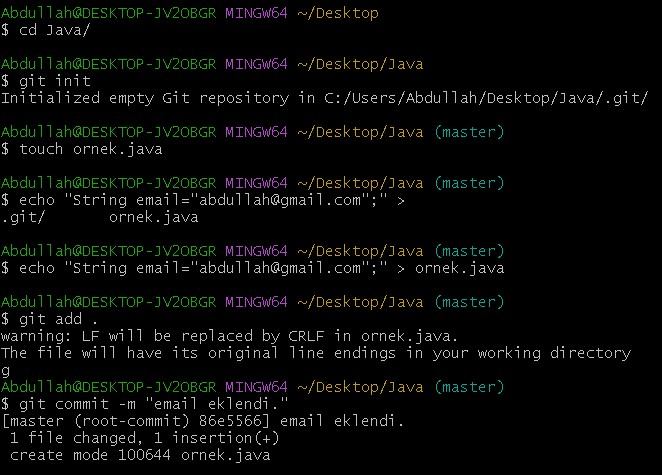 Abdullah@DESKTOP-JV2OBGR MINGW64 ~/Desktop
$ cd Java/
Abdullah@DESKTOP-JV2OBGR MINGW64 ~/Desktop/Java
$ git init
Initialized empty Git repository in C:/Users/Abdullah/Desktop/Java/.git/
Abdullah@DESKTOP-JV2OBGR MINGW64 ~/Desktop/Java (master)
$ touch ornek.java
Abdullah@DESKTOP-JV2OBGR MINGW64 ~/Desktop/Java (master)
$ echo "String email="abdullah@gmail.com";" >
.git/       ornek.java
Abdullah@DESKTOP-JV2OBGR MINGW64 ~/Desktop/Java (master)
$ echo "String email="abdullah@gmail.com";" > ornek.java
Abdullah@DESKTOP-JV2OBGR MINGW64 ~/Desktop/Java (master)
$ git add .
warning: LF will be replaced by CRLF in ornek.java.
The file will have its original line endings in your working directory
g
Abdullah@DESKTOP-JV2OBGR MINGW64 ~/Desktop/Java (master)
$ git commit -m "email eklendi."
[master (root-commit) 86e5566] email eklendi.
 1 file changed, 1 insertion(+)
 create mode 100644 ornek.java